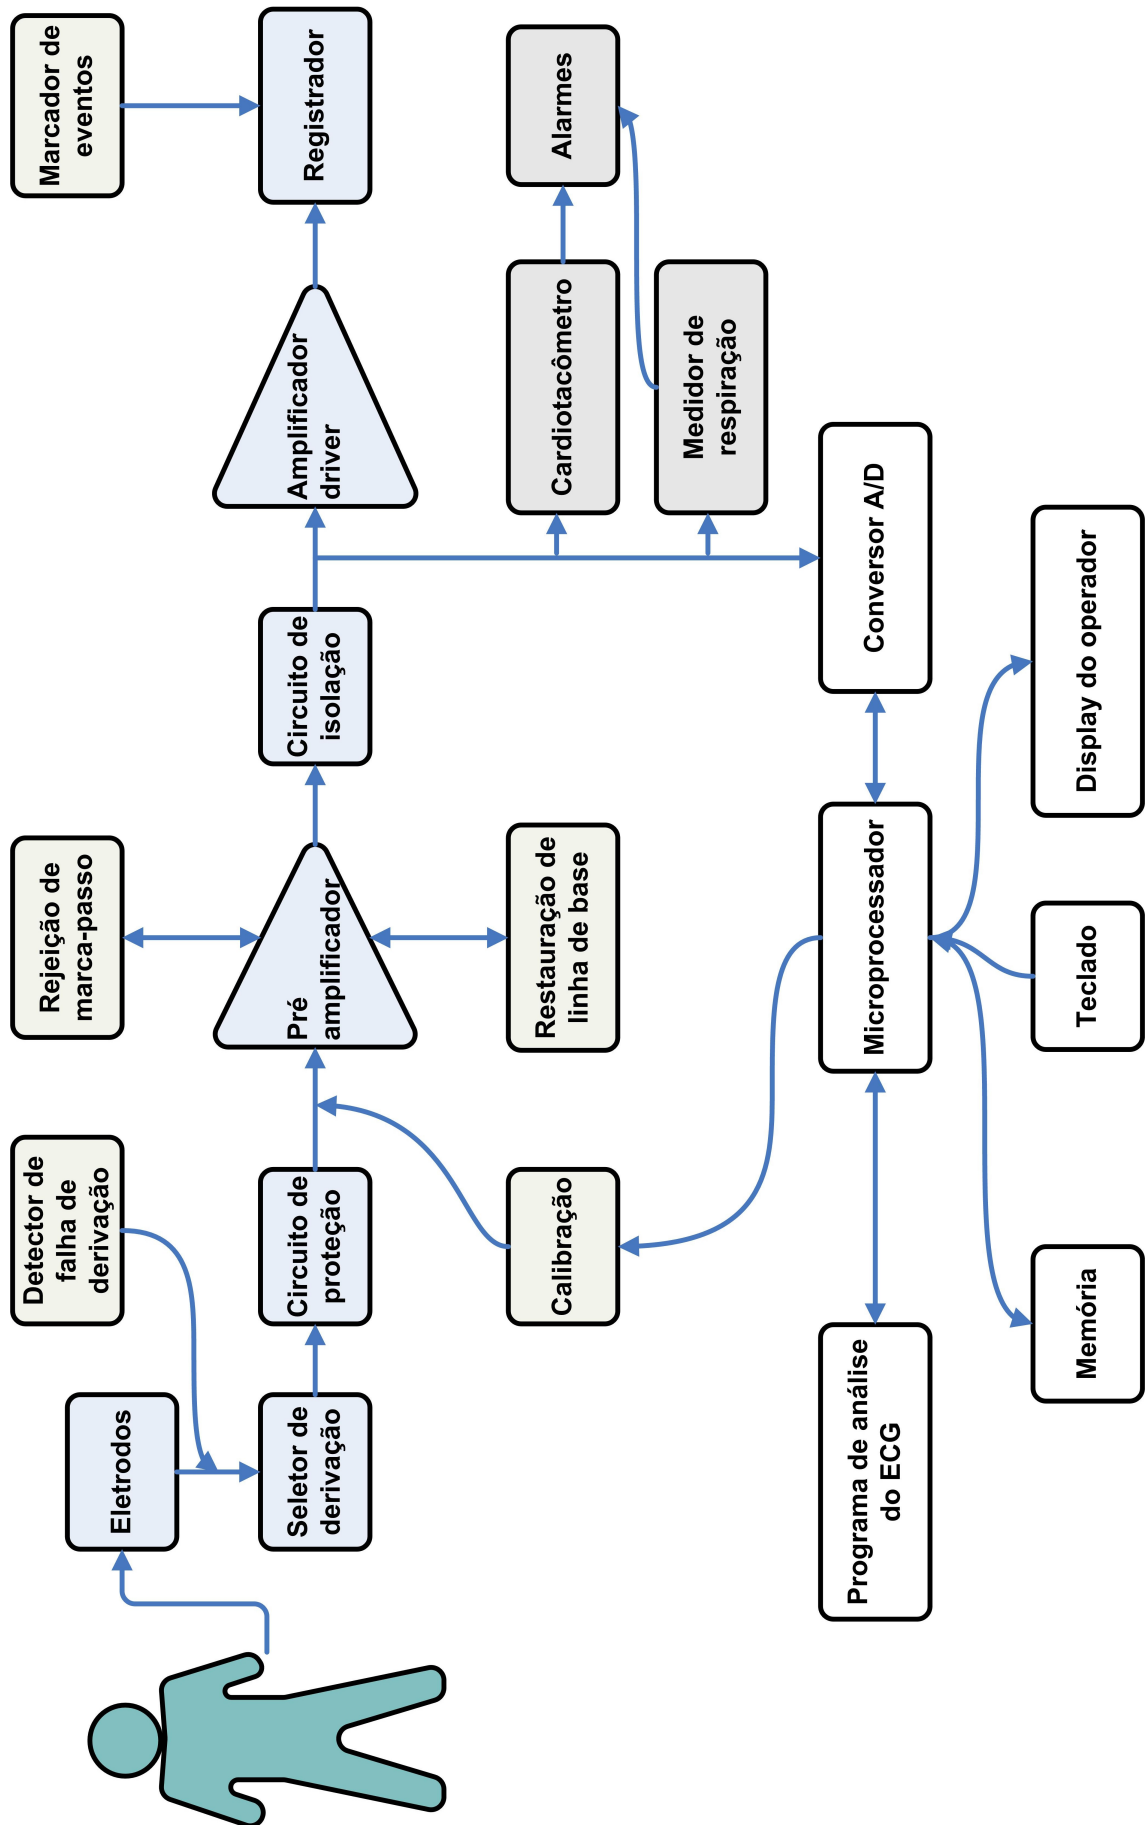 Marcador de
eventos
Registrador
Alarmes
Amplificador
driver
Cardiotacômetro
Medidor de
respiração
Conversor A/D
Circuito de
isolação
Display do operador
Rejeição de
marca-passo
Pré
amplificador
Restauração de
linha de base
Microprocessador
Teclado
Detector de
falha de
derivação
Circuito de
proteção
Calibração
Memória
Eletrodos
Seletor de
derivação
Programa de análise
do ECG